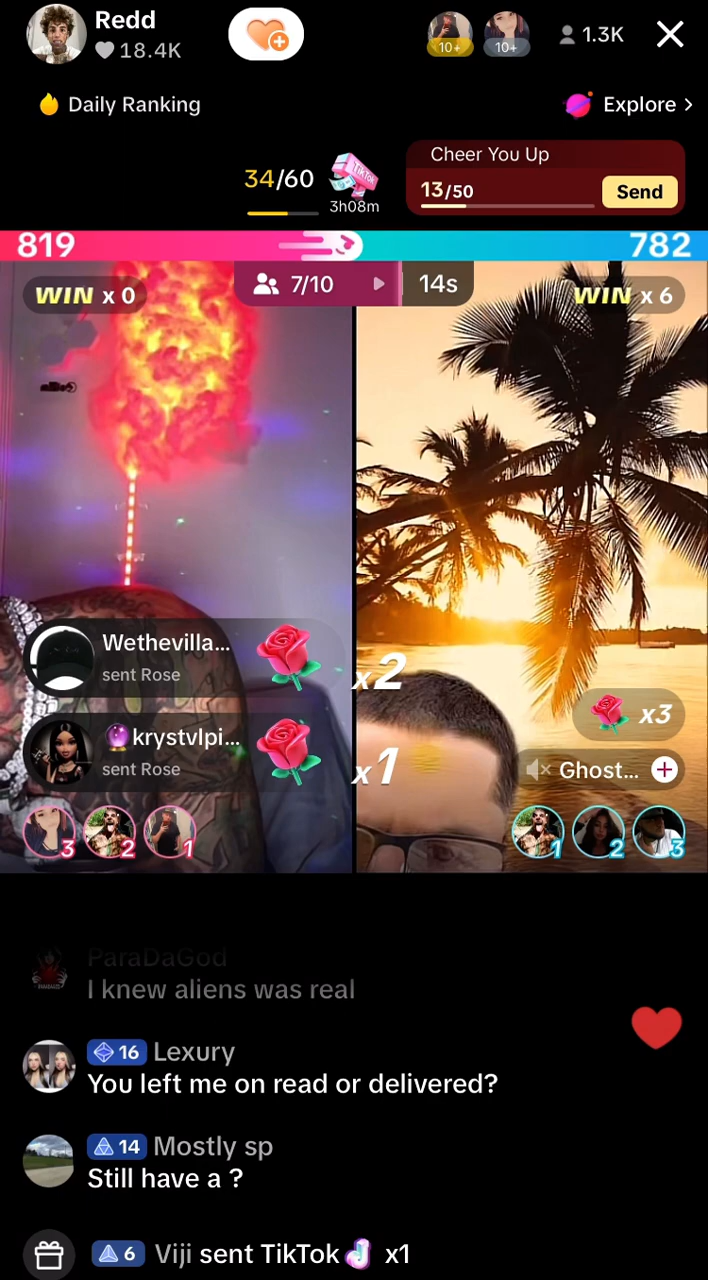 Redd
18.4K
10+
10+
1.3K
Daily Ranking
Explore >
34/60
TikTok
3h08m
Cheer You Up
13/50
Send
819
782
WIN x 0
7/10
14s
WIN x 6
Wethevilla...
sent Rose
x2
krystvlpi...
sent Rose
x1
x3
Ghost...
3
2
1
1
2
3
ParaDaGod
I knew aliens was real
16 Lexury
You left me on read or delivered?
14 Mostly sp
Still have a ?
6 Viji sent TikTok x1